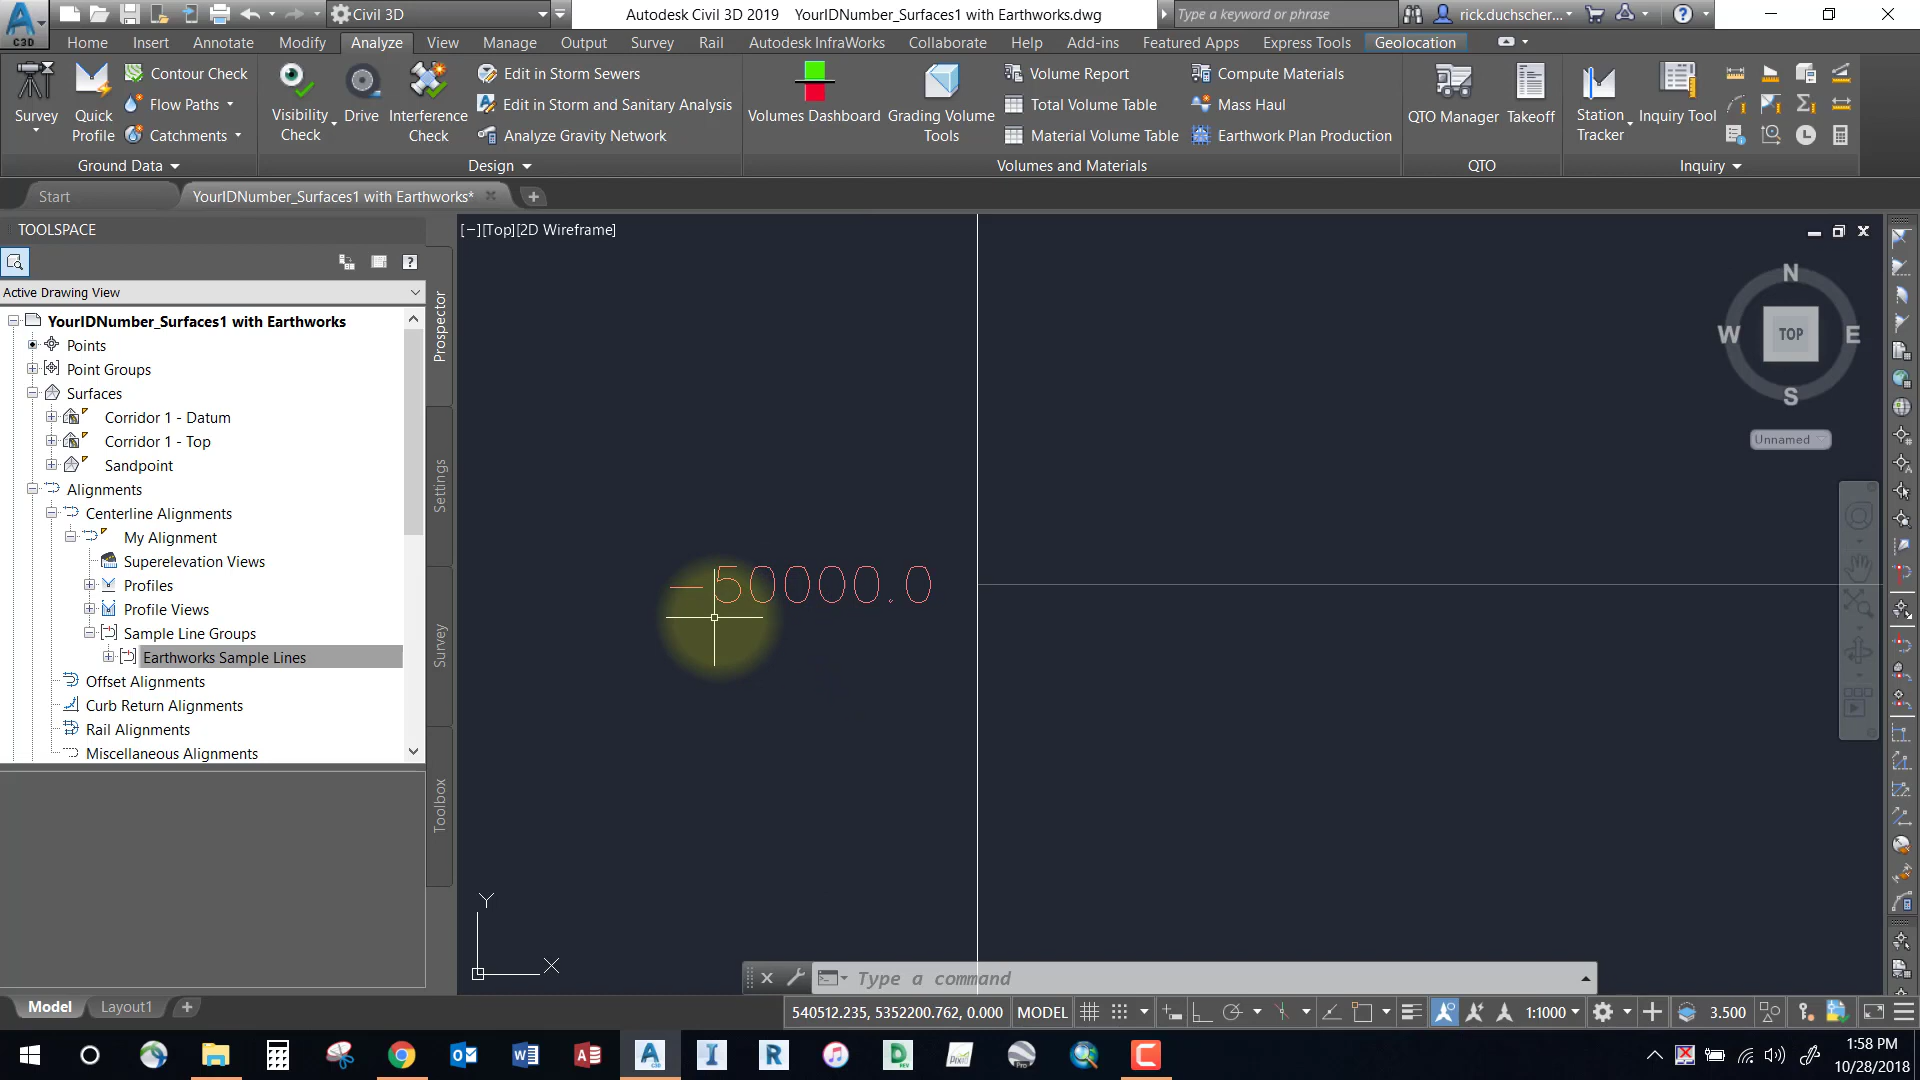 Civil 3D
Autodesk Civil 3D 2019 YourIDNumber_Surfaces1 with Earthworks.dwg
Type a keyword or phrase
rick.duchscher...
C3D
Home Insert Annotate Modify Analyze View Manage Output Survey Rail Autodesk InfraWorks Collaborate Help Add-ins Featured Apps Express Tools Geolocation
Survey
Quick Profile
Contour Check
Flow Paths
Catchments
Ground Data
Visibility Check
Drive
Interference Check
Edit in Storm Sewers
Edit in Storm and Sanitary Analysis
Analyze Gravity Network
Design
Volumes Dashboard
Grading Volume Tools
Volume Report
Total Volume Table
Material Volume Table
Compute Materials
Mass Haul
Earthwork Plan Production
Volumes and Materials
QTO Manager
Takeoff
QTO
Station Tracker
Inquiry Tool
Inquiry
Start
YourIDNumber_Surfaces1 with Earthworks*
TOOLSPACE
Active Drawing View
YourIDNumber_Surfaces1 with Earthworks
Points
Point Groups
Surfaces
Corridor 1 - Datum
Corridor 1 - Top
Sandpoint
Alignments
Centerline Alignments
My Alignment
Superelevation Views
Profiles
Profile Views
Sample Line Groups
Earthworks Sample Lines
Offset Alignments
Curb Return Alignments
Rail Alignments
Miscellaneous Alignments
Prospector
Settings
Survey
Toolbox
[−][Top][2D Wireframe]
-50000.0
N
W TOP E
S
Unnamed
Y
X
Type a command
Model Layout1
540512.235, 5352200.762, 0.000 MODEL
1:1000
3.500
1:58 PM
10/28/2018